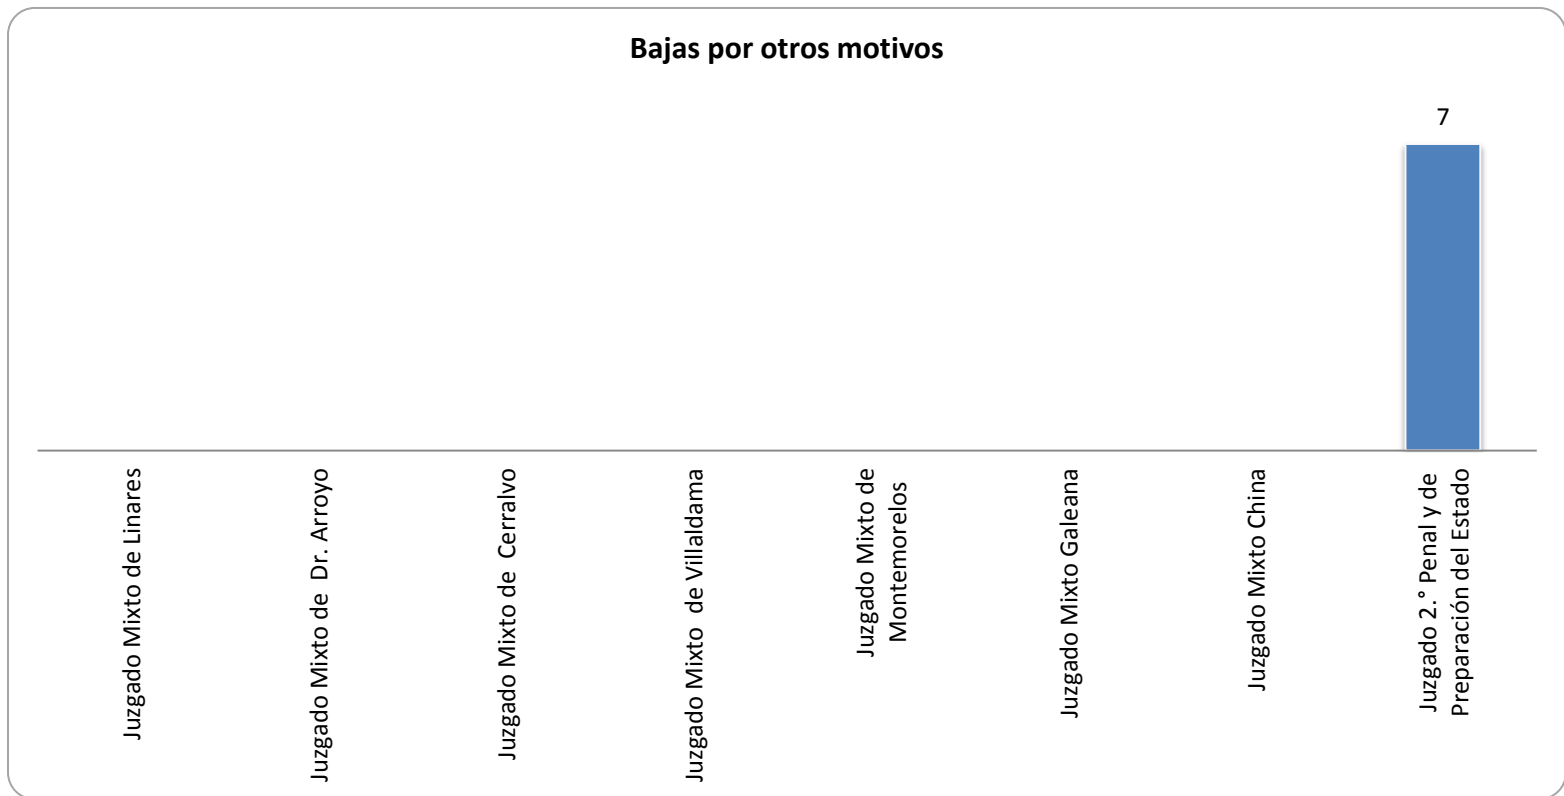 Bajas por otros motivos
7
Juzgado Mixto de Linares
Juzgado Mixto de  Dr. Arroyo
Juzgado Mixto de  Cerralvo
Juzgado Mixto  de Villaldama
Juzgado Mixto de
Montemorelos
Juzgado Mixto Galeana
Juzgado Mixto China
Juzgado 2.° Penal y de
Preparación del Estado